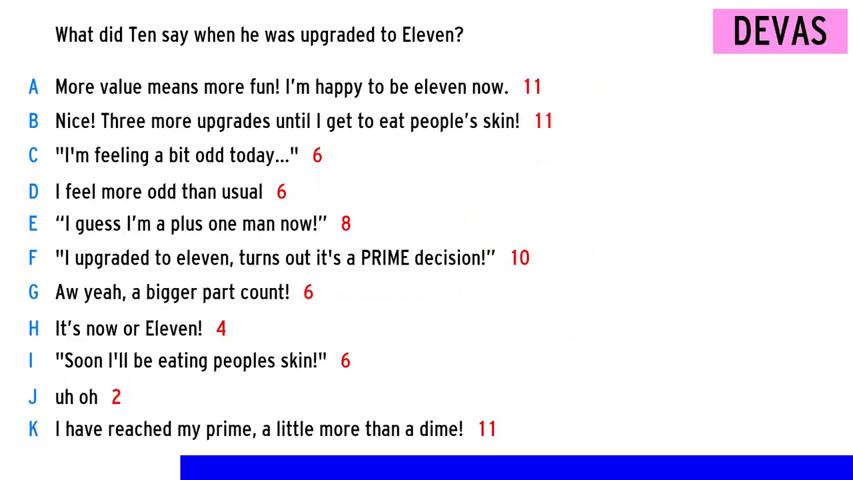 What did Ten say when he was upgraded to Eleven?
DEVAS
A More value means more fun! I’m happy to be eleven now. 11
B Nice! Three more upgrades until I get to eat people’s skin! 11
C "I'm feeling a bit odd today..." 6
D I feel more odd than usual 6
E “I guess I’m a plus one man now!” 8
F "I upgraded to eleven, turns out it's a PRIME decision!” 10
G Aw yeah, a bigger part count! 6
H It’s now or Eleven! 4
I "Soon I'll be eating peoples skin!" 6
J uh oh 2
K I have reached my prime, a little more than a dime! 11